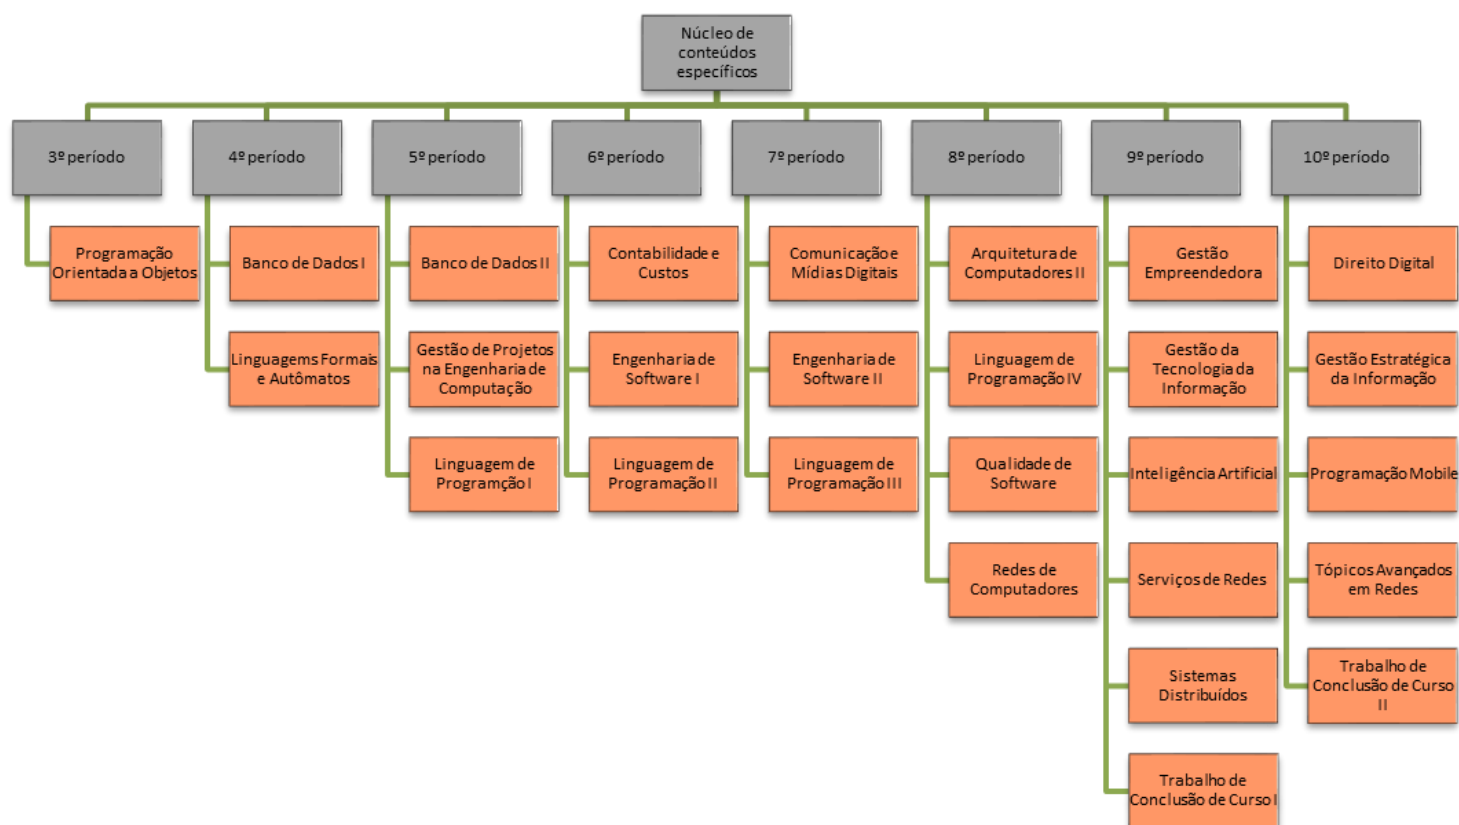 Núcleo de
conteúdos
específicos
3º período
4º período
5º período
6º período
7º período
8º período
9º período
10º período
Programação
Orientada a Objetos
Banco de Dados I
Linguagems Formais
e Autômatos
Banco de Dados II
Gestão de Projetos
na Engenharia de
Computação
Linguagem de
Programção I
Contabilidade e
Custos
Engenharia de
Software I
Linguagem de
Programação II
Comunicação e
Mídias Digitais
Engenharia de
Software II
Linguagem de
Programação III
Arquitetura de
Computadores II
Linguagem de
Programação IV
Qualidade de
Software
Redes de
Computadores
Gestão
Empreendedora
Gestão da
Tecnologia da
Informação
Inteligência Artificial
Serviços de Redes
Sistemas
Distribuídos
Trabalho de
Conclusão de Curso I
Direito Digital
Gestão Estratégica
da Informação
Programação Mobile
Tópicos Avançados
em Redes
Trabalho de
Conclusão de Curso
II